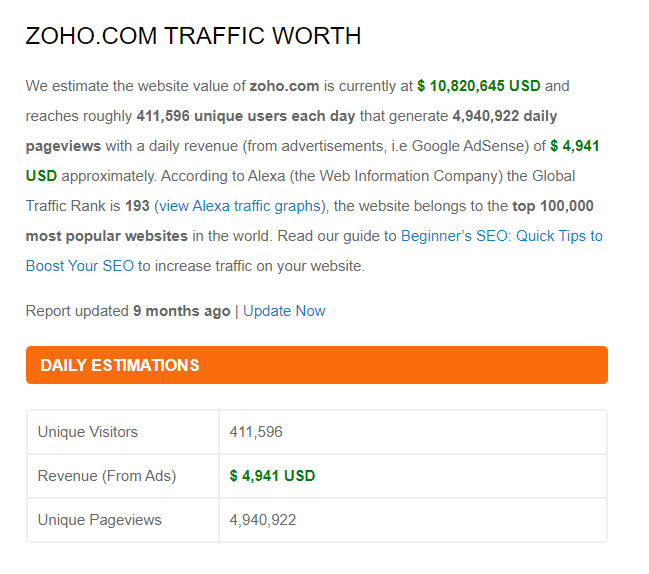 ZOHO.COM TRAFFIC WORTH
We estimate the website value of zoho.com is currently at $ 10,820,645 USD and
reaches roughly 411,596 unique users each day that generate 4,940,922 daily
pageviews with a daily revenue (from advertisements, i.e Google AdSense) of $ 4,941
USD approximately. According to Alexa (the Web Information Company) the Global
Traffic Rank is 193 (view Alexa traffic graphs), the website belongs to the top 100,000
most popular websites in the world. Read our guide to Beginner’s SEO: Quick Tips to
Boost Your SEO to increase traffic on your website.
Report updated 9 months ago | Update Now
DAILY ESTIMATIONS
Unique Visitors 411,596
Revenue (From Ads) $ 4,941 USD
Unique Pageviews 4,940,922